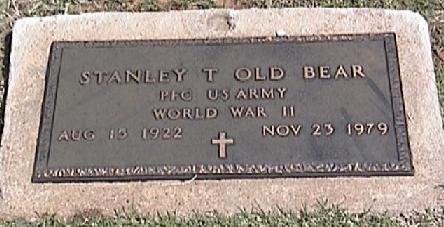 STANLEY T OLD BEAR
PFC US ARMY
WORLD WAR II
AUG 15 1922 NOV 23 1979